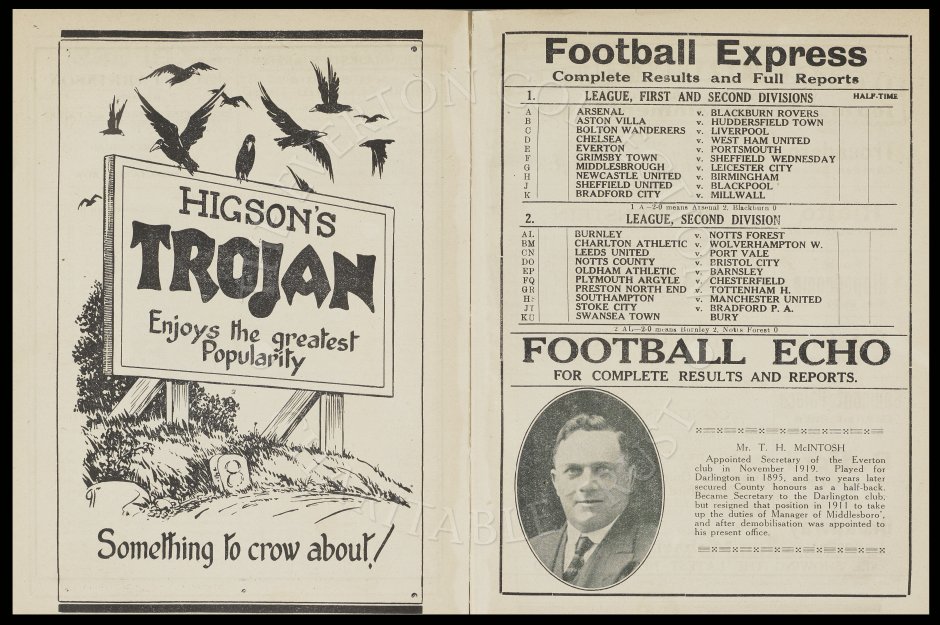 HIGSON'S
TROJAN
Enjoys the greatest
Popularity
8
Something to crow about!
Football Express
Complete Results and Full Reports
1. LEAGUE, FIRST AND SECOND DIVISIONS HALF-TIME
A ARSENAL v. BLACKBURN ROVERS
B ASTON VILLA v. HUDDERSFIELD TOWN
C BOLTON WANDERERS v. LIVERPOOL
D CHELSEA v. WEST HAM UNITED
E EVERTON v. PORTSMOUTH
F GRIMSBY TOWN v. SHEFFIELD WEDNESDAY
G MIDDLESBROUGH v. LEICESTER CITY
H NEWCASTLE UNITED v. BIRMINGHAM
J SHEFFIELD UNITED v. BLACKPOOL
K BRADFORD CITY v. MILLWALL
1 A—2-0 means Arsenal 2, Blackburn 0
2. LEAGUE, SECOND DIVISION
AL BURNLEY v. NOTTS FOREST
BM CHARLTON ATHLETIC v. WOLVERHAMPTON W.
CN LEEDS UNITED v. PORT VALE
DO NOTTS COUNTY v. BRISTOL CITY
EP OLDHAM ATHLETIC v. BARNSLEY
FQ PLYMOUTH ARGYLE v. CHESTERFIELD
GR PRESTON NORTH END v. TOTTENHAM H.
HS SOUTHAMPTON v. MANCHESTER UNITED
JT STOKE CITY v. BRADFORD P. A.
KU SWANSEA TOWN BURY
2 AL—2-0 means Burnley 2, Notts Forest 0
FOOTBALL ECHO
FOR COMPLETE RESULTS AND REPORTS.
Mr. T. H. McINTOSH
Appointed Secretary of the Everton
club in November 1919. Played for
Darlington in 1895, and two years later
secured County honours as a half-back.
Became Secretary to the Darlington club,
but resigned that position in 1911 to take
up the duties of Manager of Middlesboro',
and after demobilisation was appointed to
his present office.
EVERTON